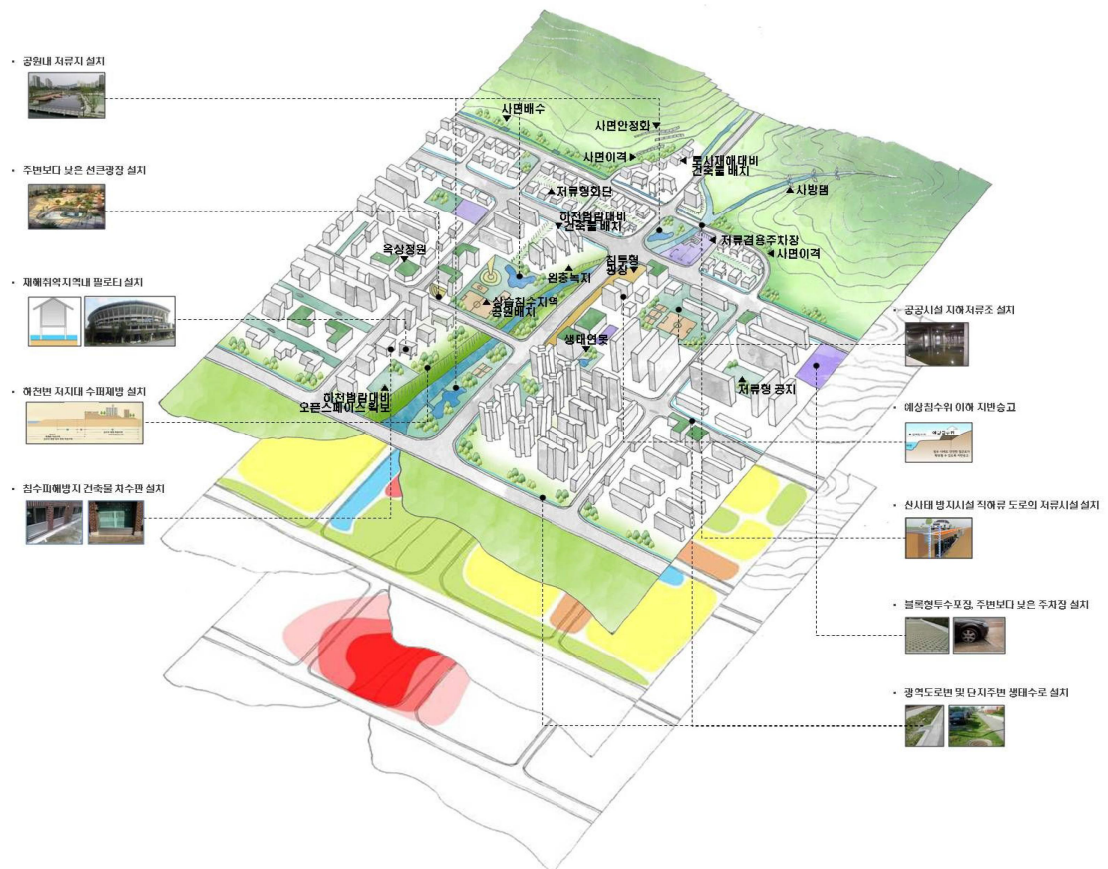 • 공원내 저류지 설치
• 주변보다 낮은 선큰광장 설치
• 재해취약지역내 필로티 설치
• 하천변 저지대 수퍼제방 설치
• 침수피해방지 건축물 차수판 설치
사면배수
사면안정화
사면이격
토사재해대비
건축물 배치
사방댐
저류형화단
하천범람대비
건축물 배치
저류겸용주차장
사면이격
옥상정원
침투형
광장
완충녹지
상습침수지역
공원배치
생태연못
하천범람대비
오픈스페이스 확보
저류형 공지
• 공공시설 지하저류조 설치
• 예상침수위 이하 지반승고
• 산사태 방지시설 직하류 도로의 저류시설 설치
• 블록형투수포장, 주변보다 낮은 주차장 설치
• 광역도로변 및 단지주변 생태수로 설치